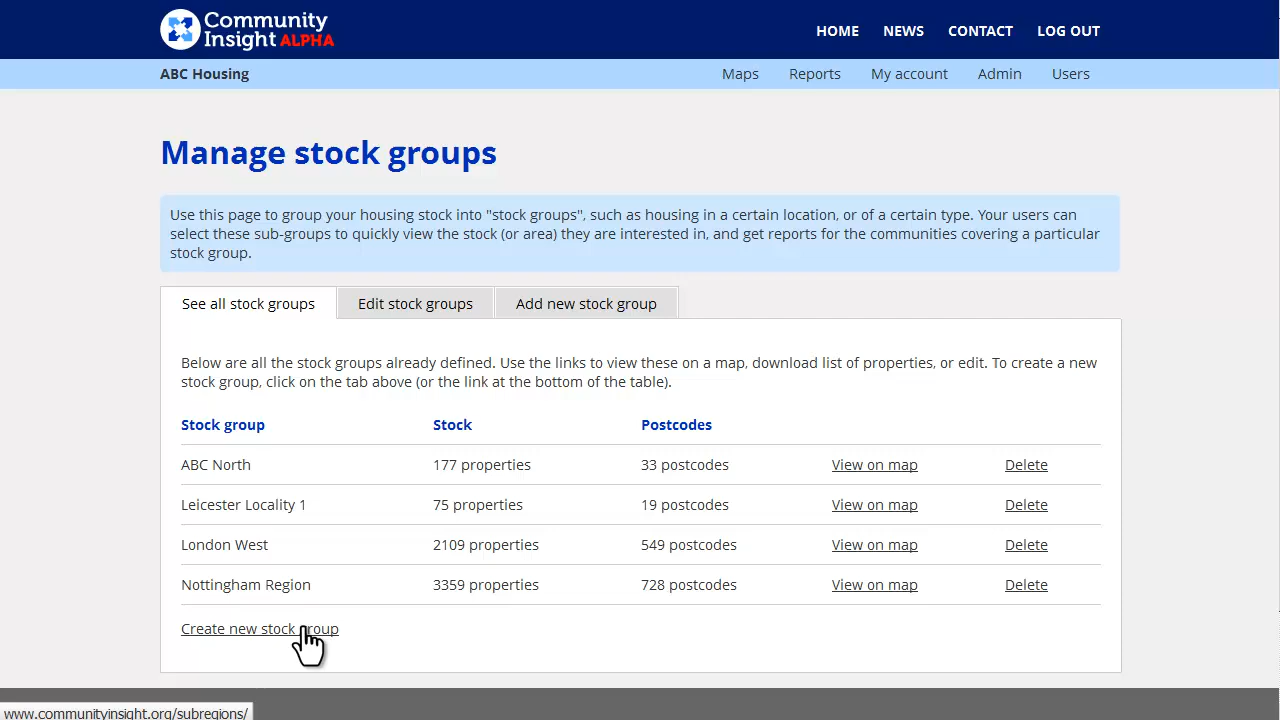 Community
Insight ALPHA
HOME NEWS CONTACT LOG OUT
ABC Housing Maps Reports My account Admin Users
Manage stock groups
Use this page to group your housing stock into "stock groups", such as housing in a certain location, or of a certain type. Your users can
select these sub-groups to quickly view the stock (or area) they are interested in, and get reports for the communities covering a particular
stock group.
See all stock groups Edit stock groups Add new stock group
Below are all the stock groups already defined. Use the links to view these on a map, download list of properties, or edit. To create a new
stock group, click on the tab above (or the link at the bottom of the table).
Stock group Stock Postcodes
ABC North 177 properties 33 postcodes View on map Delete
Leicester Locality 1 75 properties 19 postcodes View on map Delete
London West 2109 properties 549 postcodes View on map Delete
Nottingham Region 3359 properties 728 postcodes View on map Delete
Create new stock group
www.communityinsight.org/subregions/